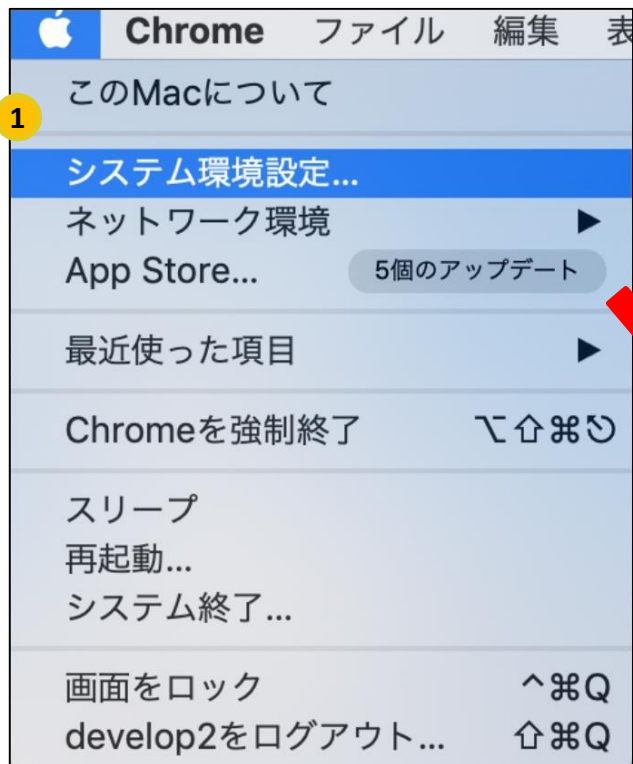 Chrome ファイル 編集 表
このMacについて
1
システム環境設定...
ネットワーク環境 ▶
App Store... 5個のアップデート
最近使った項目 ▶
Chromeを強制終了 ⌥⇧⌘⎋
スリープ
再起動...
システム終了...
画面をロック ^⌘Q
develop2をログアウト... ⇧⌘Q